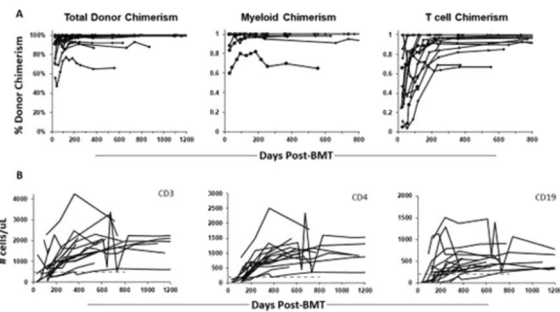 A
Total Donor Chimerism
Myeloid Chimerism
T cell Chimerism
% Donor Chimerism
100%
80%
60%
40%
20%
0%
0 200 400 600 800 1000 1200
1
0.8
0.6
0.4
0.2
0
0 200 400 600 800
1
0.8
0.6
0.4
0.2
0
0 200 400 600 800
Days Post-BMT
B
# cells/uL
CD3
4000
3000
2000
1000
0
0 200 400 600 800 1000 1200
CD4
3000
2500
2000
1500
1000
500
0
0 200 400 600 800 1000 1200
CD19
2000
1500
1000
500
0
0 200 400 600 800 1000 1200
Days Post-BMT